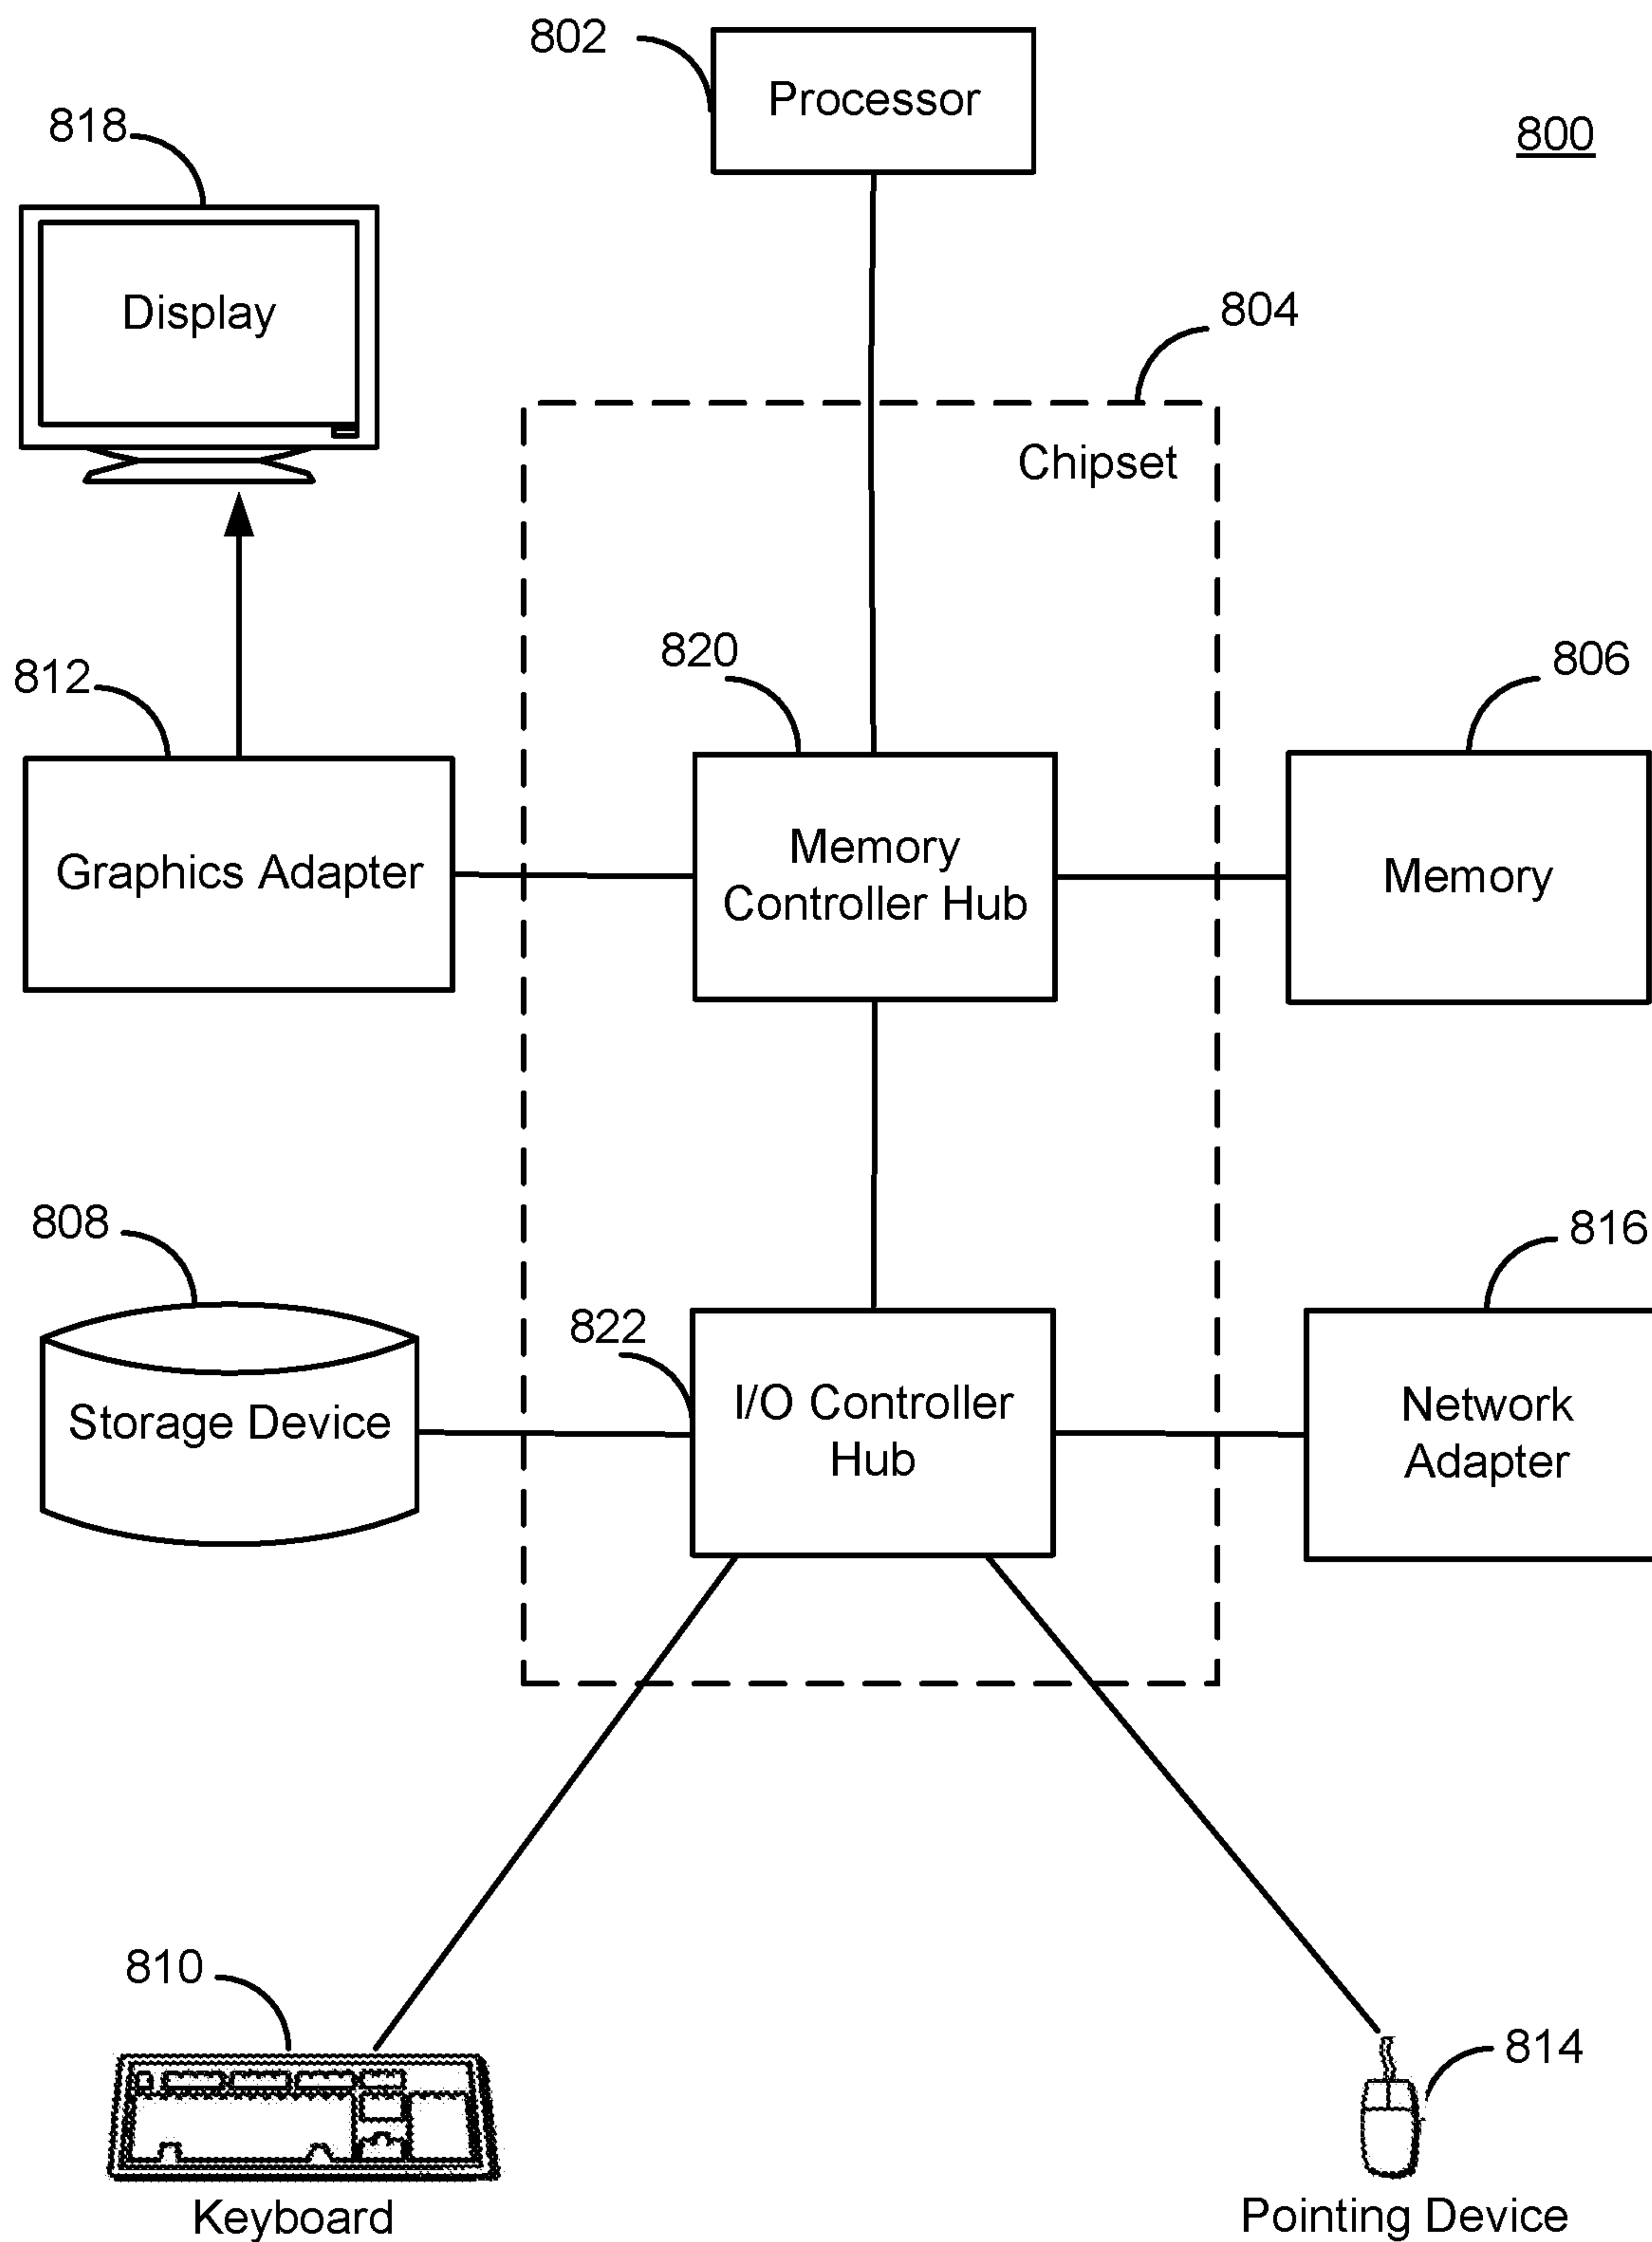 802
Processor
800
818
Display
804
Chipset
820
806
812
Memory
Controller Hub
Graphics Adapter
Memory
808
816
822
I/O Controller
Hub
Storage Device
Network
Adapter
810
814
Keyboard
Pointing Device